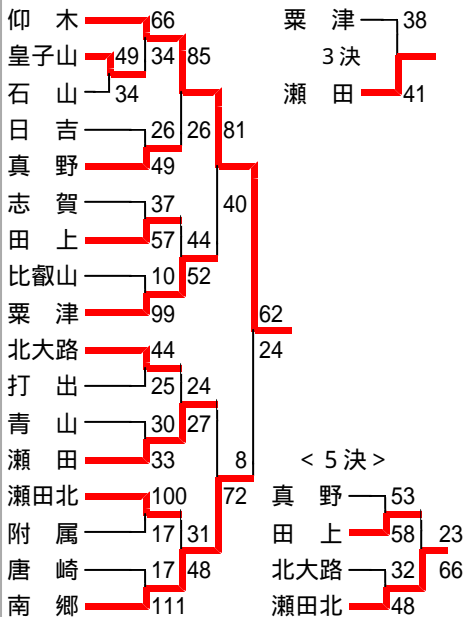 仰 木 66 粟 津 38
皇子山 49 34 85 3決
石 山 34 瀬 田 41
日 吉 26 26 81
真 野 49
志 賀 37 40
田 上 57 44
比叡山 10 52
粟 津 99 62
北大路 44 24
打 出 25 24
青 山 30 27
瀬 田 33 8 <5決>
瀬田北 100 72 真 野 53
附 属 17 31 田 上 58 23
唐 崎 17 48 北大路 32 66
南 郷 111 瀬田北 48